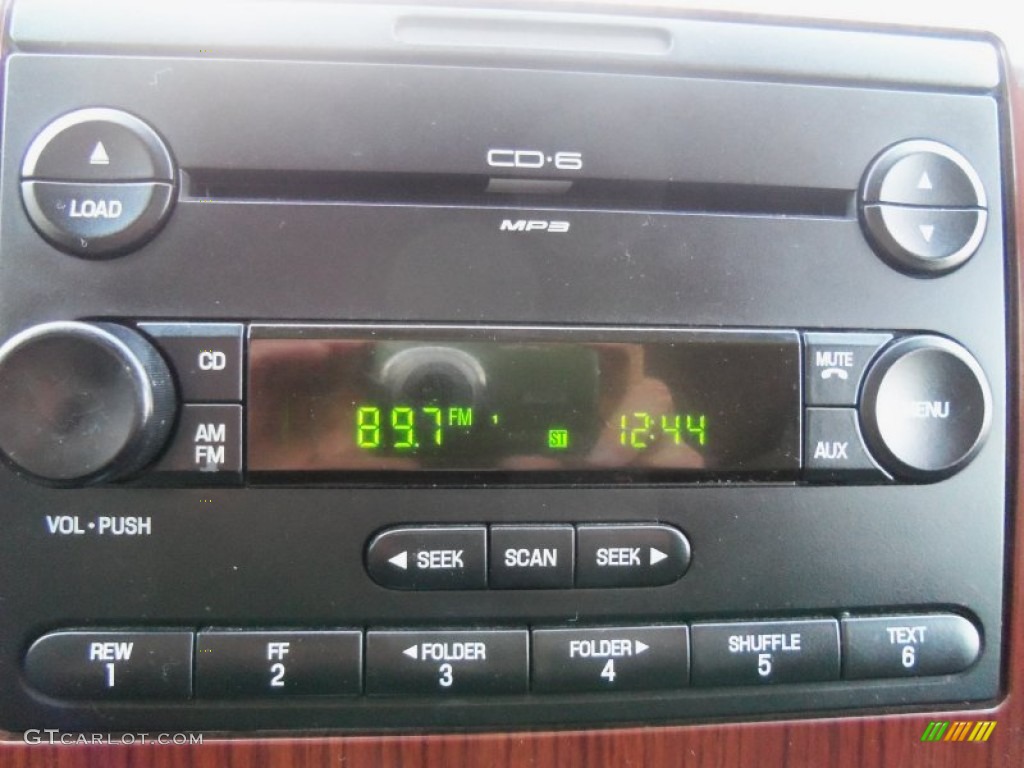 CD•6
LOAD
MP3
CD
AM
FM
89.7 FM 1 ST 12:44
MUTE
AUX
MENU
VOL•PUSH
◄ SEEK SCAN SEEK ►
REW
1
FF
2
◄FOLDER
3
FOLDER►
4
SHUFFLE
5
TEXT
6
GTCARLOT.COM